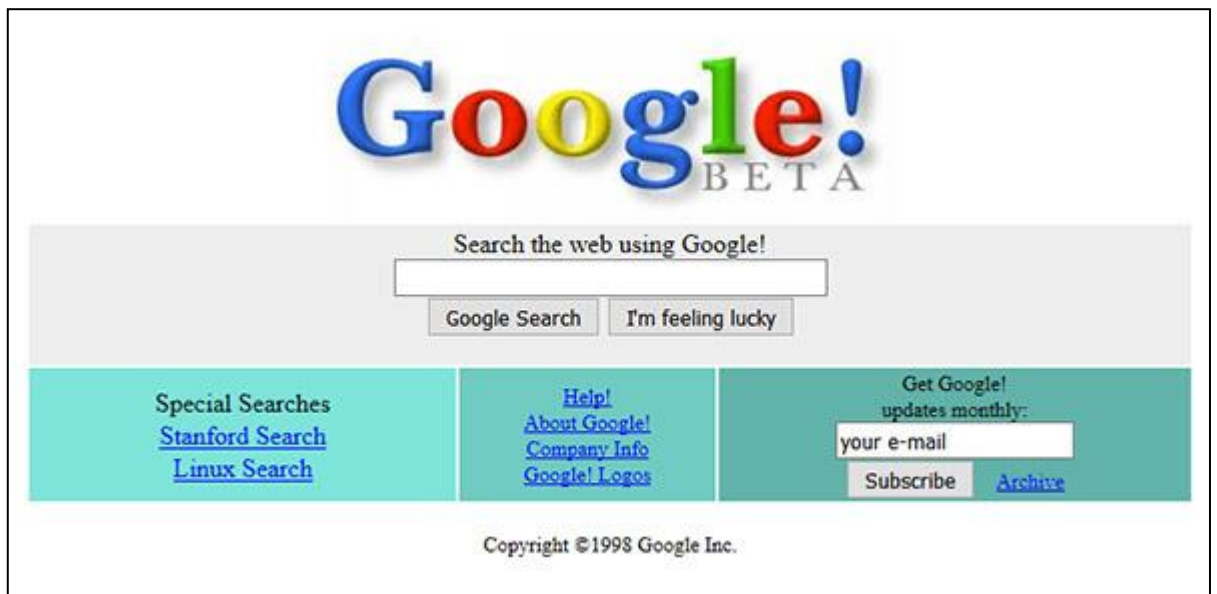 Google!
BETA
Search the web using Google!
Google Search I'm feeling lucky
Special Searches
Stanford Search
Linux Search
Help!
About Google!
Company Info
Google! Logos
Get Google!
updates monthly:
your e-mail
Subscribe Archive
Copyright ©1998 Google Inc.